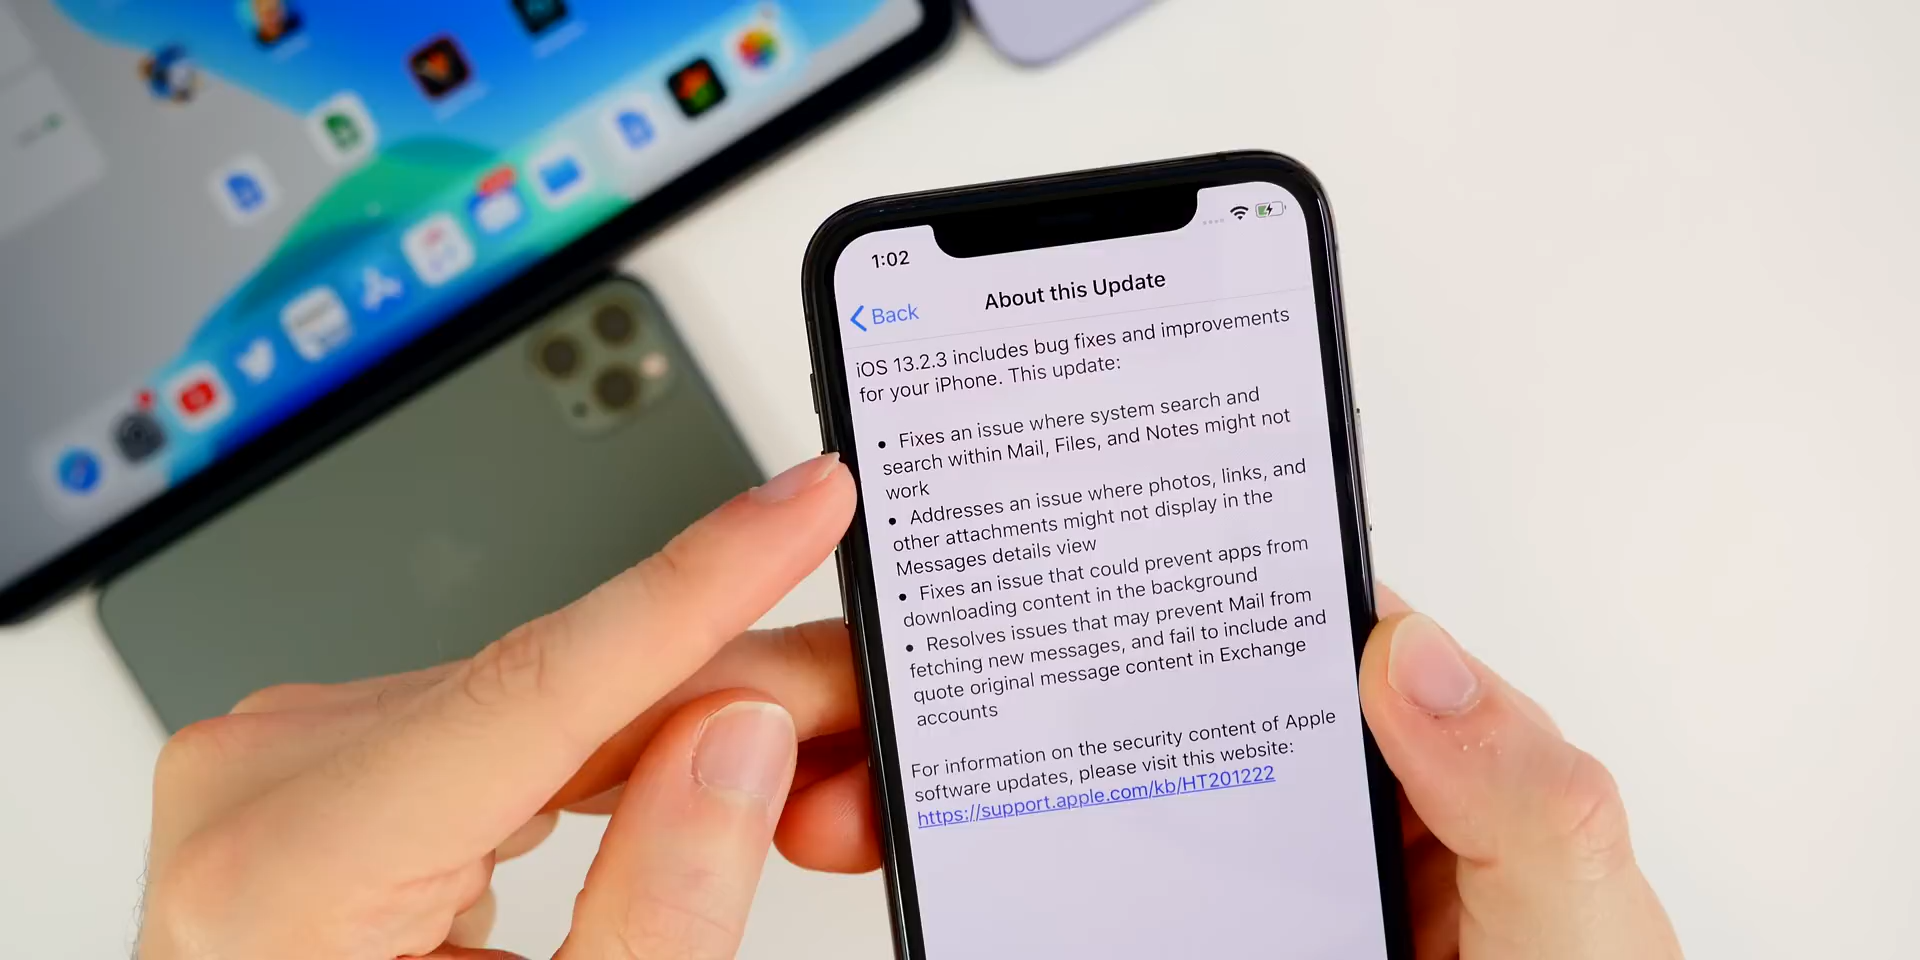 1:02
Back
About this Update
iOS 13.2.3 includes bug fixes and improvements
for your iPhone. This update:
• Fixes an issue where system search and
search within Mail, Files, and Notes might not
work
• Addresses an issue where photos, links, and
other attachments might not display in the
Messages details view
• Fixes an issue that could prevent apps from
downloading content in the background
• Resolves issues that may prevent Mail from
fetching new messages, and fail to include and
quote original message content in Exchange
accounts
For information on the security content of Apple
software updates, please visit this website:
https://support.apple.com/kb/HT201222